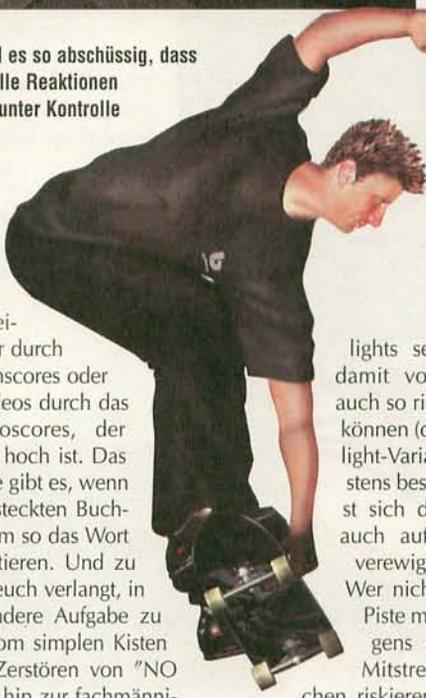 l es so abschüssig, dass
lle Reaktionen
unter Kontrolle
ei-
r durch
nscores oder
eos durch das
oscores, der
hoch ist. Das
e gibt es, wenn
steckten Buch-
m so das Wort
tieren. Und zu
euch verlangt, in
ndere Aufgabe zu
om simplen Kisten
Zerstören von "NO
hin zur fachmänni-
lights se
damit vo
auch so ri
können (d
light-Varia
stens bes
st sich d
auch auf
verewig
Wer nich
Piste m
gens
Mitstre
chen riskiere